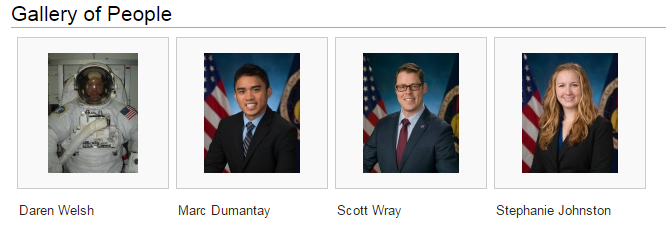 Gallery of People
Daren Welsh
Marc Dumantay
Scott Wray
Stephanie Johnston